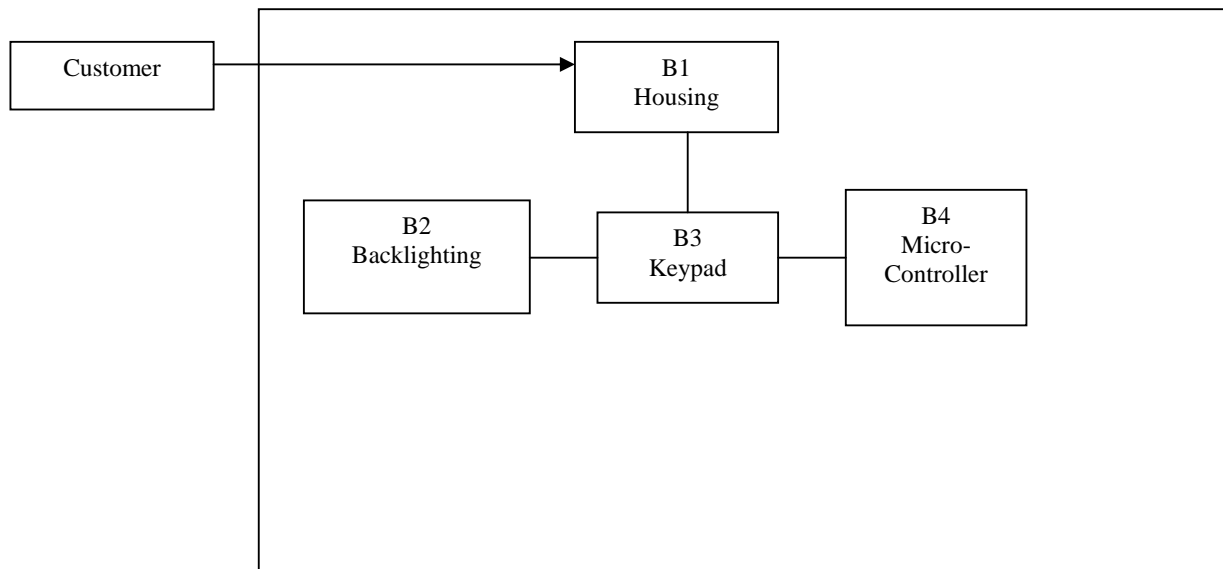 Customer
B1
Housing
B2
Backlighting
B3
Keypad
B4
Micro-
Controller